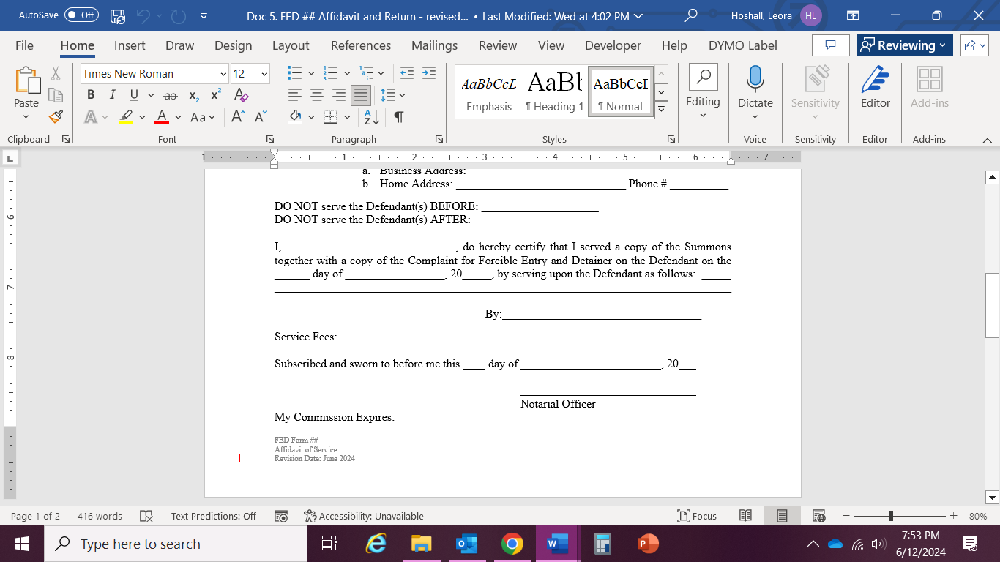 AutoSave Off Doc 5. FED ## Affidavit and Return - revised... • Last Modified: Wed at 4:02 PM Hoshall, Leora HL
File Home Insert Draw Design Layout References Mailings Review View Developer Help DYMO Label Reviewing
Times New Roman 12
Paste
B I U ab x2 x2 A
A A A Aa A A
A Z
AaBbCcL AaBb AaBbCcI
Emphasis ¶ Heading 1 ¶ Normal
Editing Dictate Sensitivity Editor Add-ins
Clipboard Font Paragraph Styles Voice Sensitivity Editor Add-ins
L 1 1 2 3 4 5 6 7
6
7
8
a. Business Address: ___________________________
b. Home Address: _____________________________ Phone # __________
DO NOT serve the Defendant(s) BEFORE: ____________________
DO NOT serve the Defendant(s) AFTER: _____________________
I, _____________________________, do hereby certify that I served a copy of the Summons
together with a copy of the Complaint for Forcible Entry and Detainer on the Defendant on the
______ day of _________________, 20_____, by serving upon the Defendant as follows: _____
______________________________________________________________________________
By:__________________________________
Service Fees: ______________
Subscribed and sworn to before me this ____ day of ________________________, 20___.
______________________________
Notarial Officer
My Commission Expires:
FED Form ##
Affidavit of Service
Revision Date: June 2024
Page 1 of 2 416 words Text Predictions: Off Accessibility: Unavailable Focus 80%
Type here to search
7:53 PM
6/12/2024